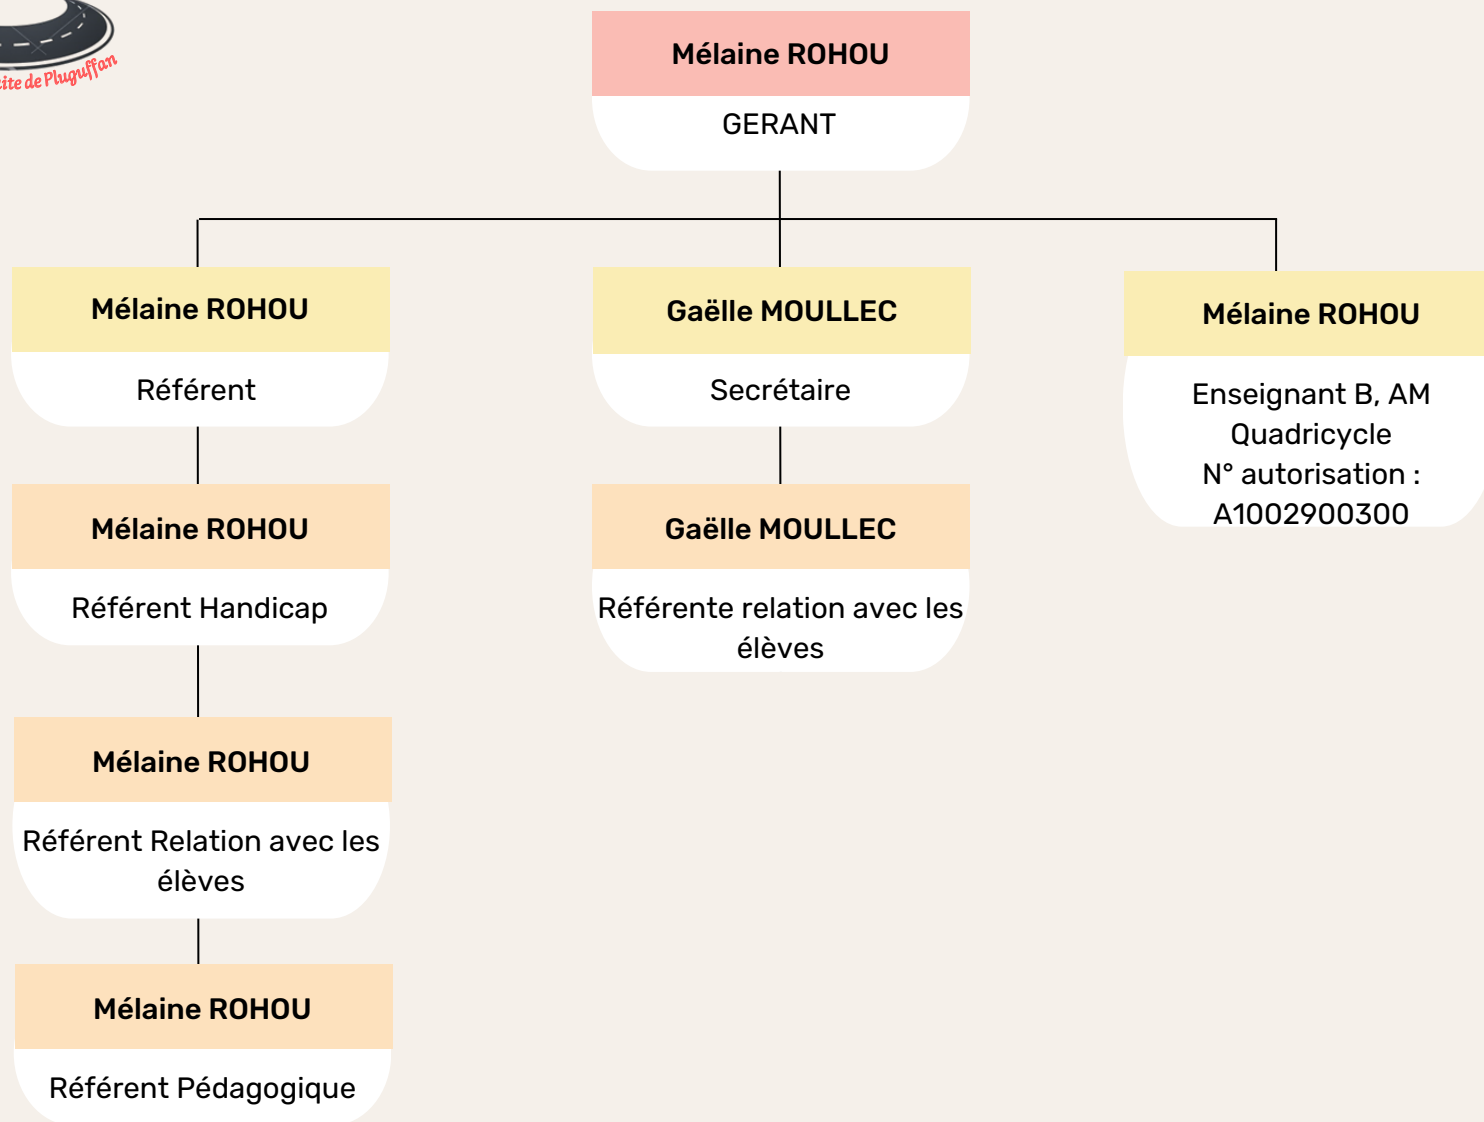 de Pluguffan
Mélaine ROHOU
GERANT
Mélaine ROHOU
Référent
Mélaine ROHOU
Référent Handicap
Mélaine ROHOU
Référent Relation avec les
élèves
Mélaine ROHOU
Référent Pédagogique
Gaëlle MOULLEC
Secrétaire
Gaëlle MOULLEC
Référente relation avec les
élèves
Mélaine ROHOU
Enseignant B, AM
Quadricycle
N° autorisation :
A1002900300